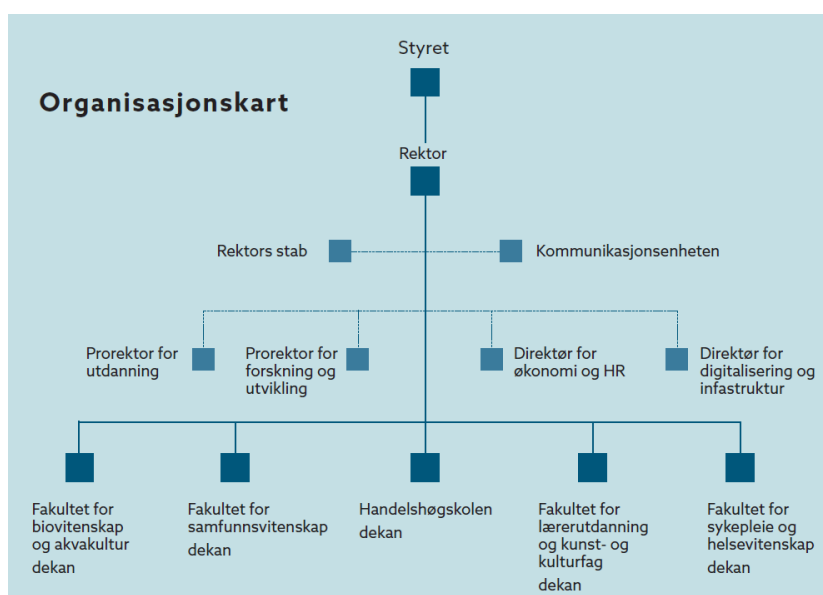 Styret
Organisasjonskart
Rektor
Rektors stab
Kommunikasjonsenheten
Prorektor for
utdanning
Prorektor for
forskning og
utvikling
Direktør for
økonomi og HR
Direktør for
digitalisering og
infastruktur
Fakultet for
biovitenskap
og akvakultur
dekan
Fakultet for
samfunnsvitenskap
dekan
Handelshøgskolen
dekan
Fakultet for
lærerutdanning
og kunst- og
kulturfag
dekan
Fakultet for
sykepleie og
helsevitenskap
dekan